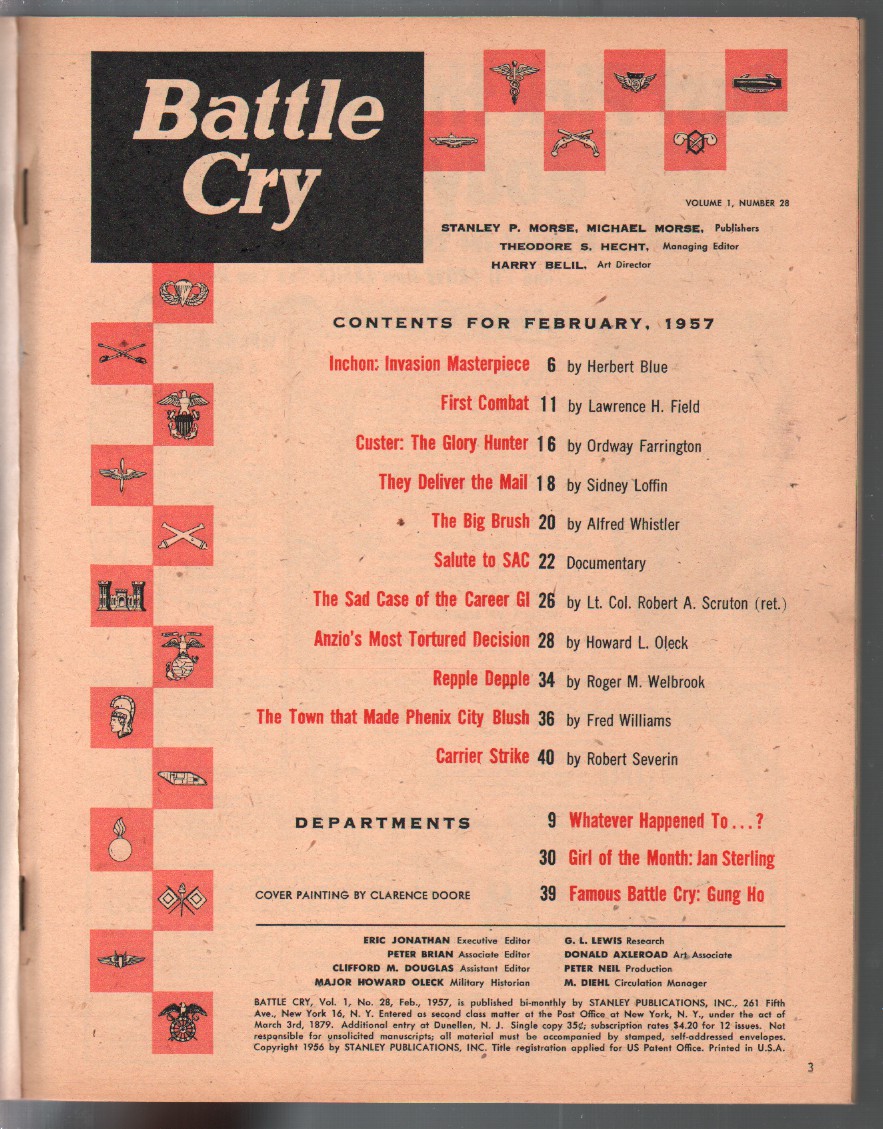 Battle
Cry
VOLUME 1, NUMBER 28
STANLEY P. MORSE, MICHAEL MORSE, Publishers
THEODORE S. HECHT, Managing Editor
HARRY BELIL, Art Director
CONTENTS FOR FEBRUARY, 1957
Inchon: Invasion Masterpiece 6 by Herbert Blue
First Combat 11 by Lawrence H. Field
Custer: The Glory Hunter 16 by Ordway Farrington
They Deliver the Mail 18 by Sidney Loffin
The Big Brush 20 by Alfred Whistler
Salute to SAC 22 Documentary
The Sad Case of the Career GI 26 by Lt. Col. Robert A. Scruton (ret.)
Anzio's Most Tortured Decision 28 by Howard L. Oleck
Repple Depple 34 by Roger M. Welbrook
The Town that Made Phenix City Blush 36 by Fred Williams
Carrier Strike 40 by Robert Severin
DEPARTMENTS 9 Whatever Happened To...?
30 Girl of the Month: Jan Sterling
COVER PAINTING BY CLARENCE DOORE 39 Famous Battle Cry: Gung Ho
ERIC JONATHAN Executive Editor G. L. LEWIS Research
PETER BRIAN Associate Editor DONALD AXLEROAD Art Associate
CLIFFORD M. DOUGLAS Assistant Editor PETER NEIL Production
MAJOR HOWARD OLECK Military Historian M. DIEHL Circulation Manager
BATTLE CRY, Vol. 1, No. 28, Feb., 1957, is published bi-monthly by STANLEY PUBLICATIONS, INC., 261 Fifth
Ave., New York 16, N. Y. Entered as second class matter at the Post Office at New York, N. Y., under the act of
March 3rd, 1879. Additional entry at Dunellen, N. J. Single copy 35¢; subscription rates $4.20 for 12 issues. Not
responsible for unsolicited manuscripts; all material must be accompanied by stamped, self-addressed envelopes.
Copyright 1956 by STANLEY PUBLICATIONS, INC. Title registration applied for US Patent Office. Printed in U.S.A.
3